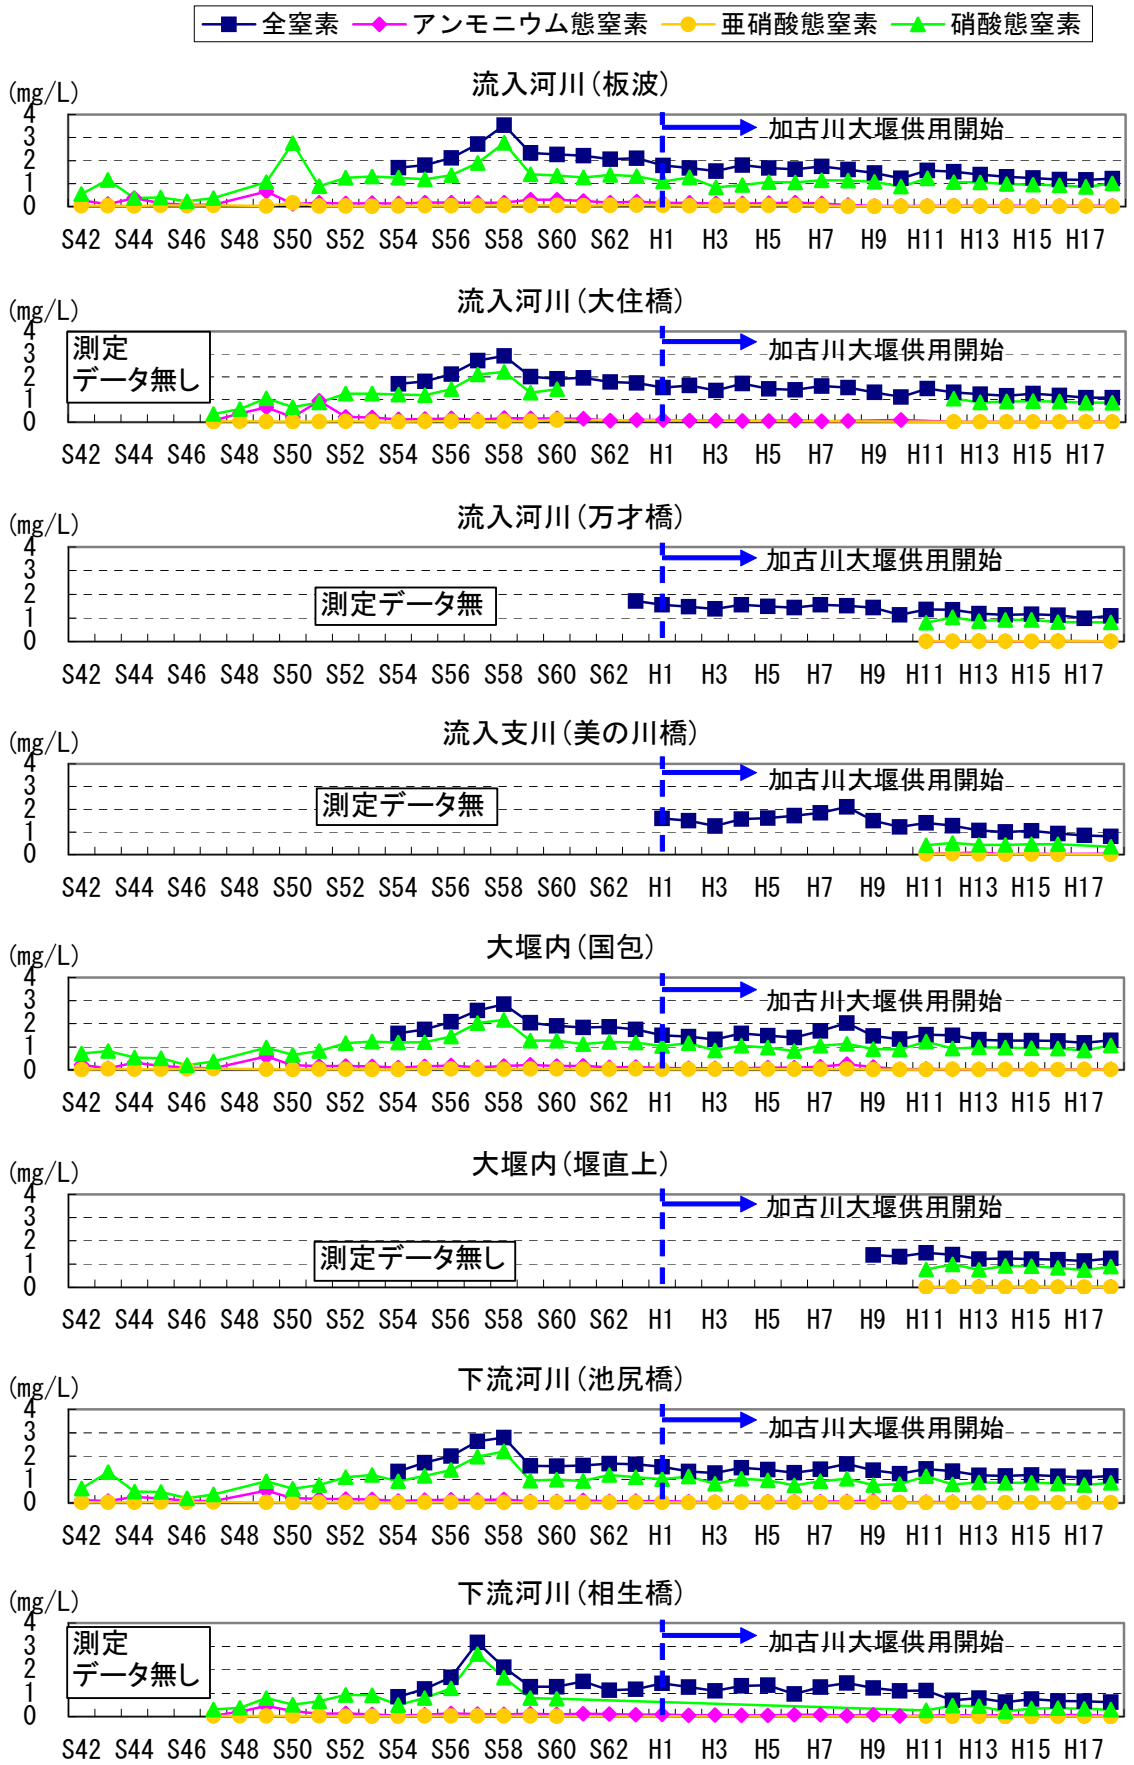 全窒素 アンモニウム態窒素 亜硝酸態窒素 硝酸態窒素
流入河川(板波)
(mg/L)
4
3
2
1
0
加古川大堰供用開始
S42 S44 S46 S48 S50 S52 S54 S56 S58 S60 S62 H1 H3 H5 H7 H9 H11 H13 H15 H17
流入河川(大住橋)
(mg/L)
4
3
2
1
0
測定
データ無し
加古川大堰供用開始
S42 S44 S46 S48 S50 S52 S54 S56 S58 S60 S62 H1 H3 H5 H7 H9 H11 H13 H15 H17
流入河川(万才橋)
(mg/L)
4
3
2
1
0
測定データ無
加古川大堰供用開始
S42 S44 S46 S48 S50 S52 S54 S56 S58 S60 S62 H1 H3 H5 H7 H9 H11 H13 H15 H17
流入支川(美の川橋)
(mg/L)
4
3
2
1
0
測定データ無
加古川大堰供用開始
S42 S44 S46 S48 S50 S52 S54 S56 S58 S60 S62 H1 H3 H5 H7 H9 H11 H13 H15 H17
大堰内(国包)
(mg/L)
4
3
2
1
0
加古川大堰供用開始
S42 S44 S46 S48 S50 S52 S54 S56 S58 S60 S62 H1 H3 H5 H7 H9 H11 H13 H15 H17
大堰内(堰直上)
(mg/L)
4
3
2
1
0
測定データ無し
加古川大堰供用開始
S42 S44 S46 S48 S50 S52 S54 S56 S58 S60 S62 H1 H3 H5 H7 H9 H11 H13 H15 H17
下流河川(池尻橋)
(mg/L)
4
3
2
1
0
加古川大堰供用開始
S42 S44 S46 S48 S50 S52 S54 S56 S58 S60 S62 H1 H3 H5 H7 H9 H11 H13 H15 H17
下流河川(相生橋)
(mg/L)
4
3
2
1
0
測定
データ無し
加古川大堰供用開始
S42 S44 S46 S48 S50 S52 S54 S56 S58 S60 S62 H1 H3 H5 H7 H9 H11 H13 H15 H17